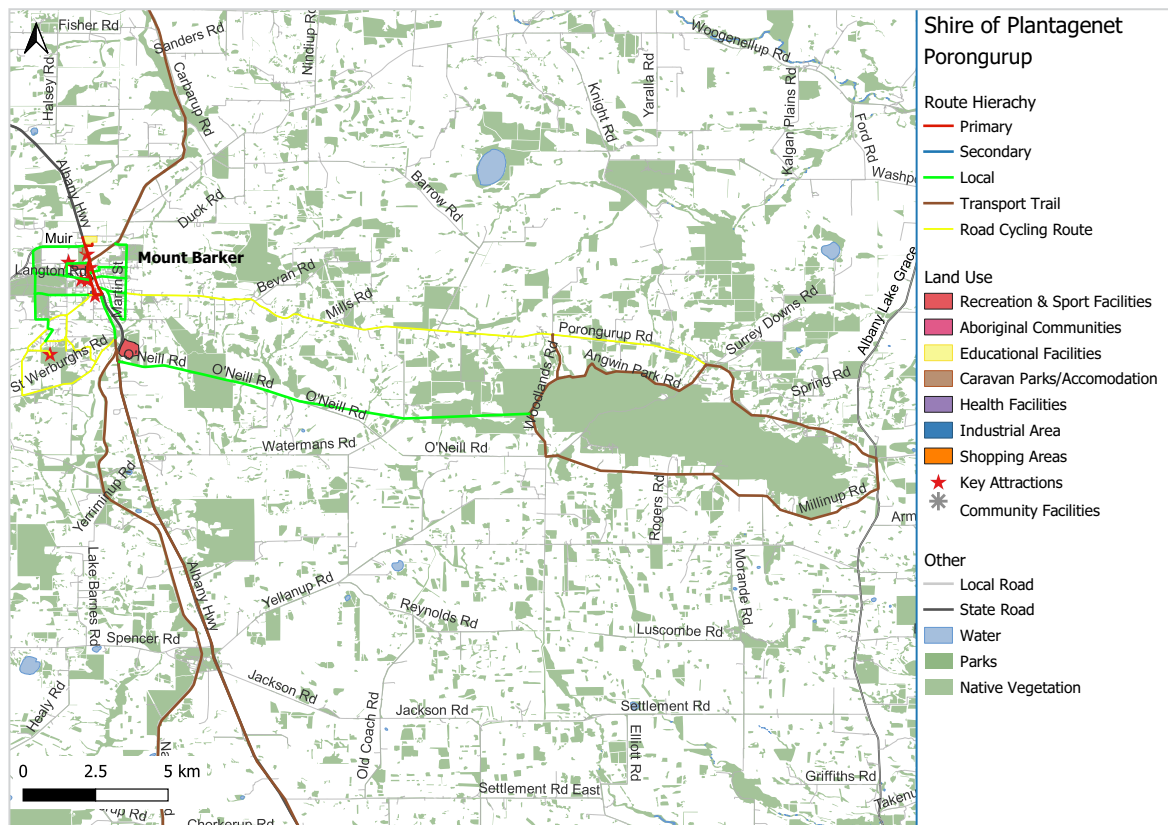 Fisher Rd
Sanders Rd
Nindiup Rd
Woogenellup Rd
Halsey Rd
Carbarup Rd
Knight Rd
Yaralla Rd
Kalgan Plains Rd
Ford Rd
Albany Hwy
Barrow Rd
Duck Rd
Muir
Mount Barker
Langton Rd
Martin St
Bevan Rd
Mills Rd
Porongurup Rd
Surrey Downs Rd
Albany Lake Grace
St Werburghs Rd
O'Neill Rd
O'Neill Rd
O'Neill Rd
Woodlands Rd
Angwin Park Rd
Spring Rd
Watermans Rd
O'Neill Rd
Yerriminup Rd
Rogers Rd
Millinup Rd
Lake Barnes Rd
Albany Hwy
Yellanup Rd
Reynolds Rd
Morande Rd
Luscombe Rd
Spencer Rd
Healy Rd
Jackson Rd
Old Coach Rd
Jackson Rd
Settlement Rd
Elliott Rd
Griffiths Rd
Settlement Rd East
Chorkerup Rd
0 2.5 5 km
Shire of Plantagenet
Porongurup
Route Hierachy
Primary
Secondary
Local
Transport Trail
Road Cycling Route
Land Use
Recreation & Sport Facilities
Aboriginal Communities
Educational Facilities
Caravan Parks/Accomodation
Health Facilities
Industrial Area
Shopping Areas
Key Attractions
Community Facilities
Other
Local Road
State Road
Water
Parks
Native Vegetation